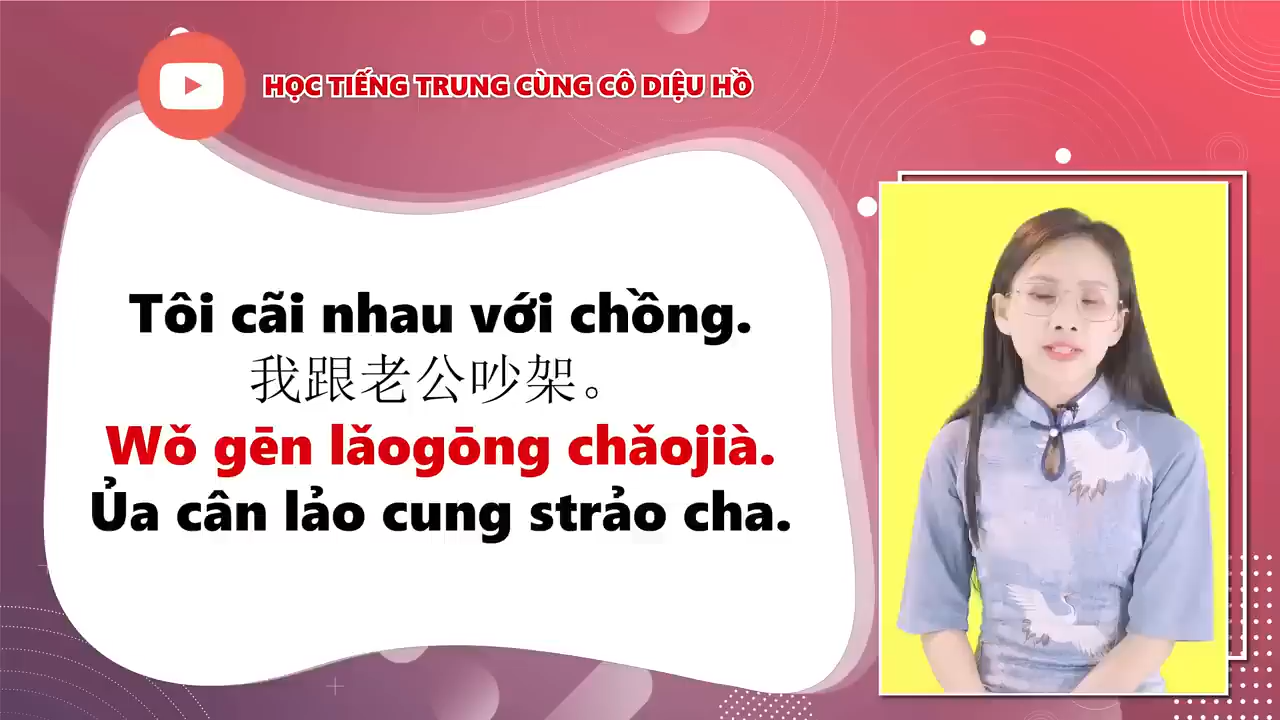 HỌC TIẾNG TRUNG CÙNG CÔ DIỆU HỒ
Tôi cãi nhau với chồng.
我跟老公吵架。
Wǒ gēn lǎogōng chǎojià.
Ủa cân lảo cung strảo cha.